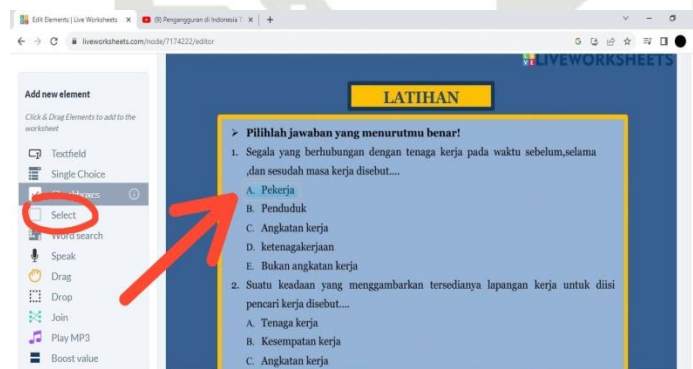 Edit Elements | Live Worksheets
(9) Pengangguran di Indonesia T
liveworksheets.com/node/7174222/editor
LIVEWORKSHEETS
Add new element
Click & Drag Elements to add to the
worksheet
Textfield
Single Choice
Select
Word search
Speak
Drag
Drop
Join
Play MP3
Boost value
LATIHAN
➤ Pilihlah jawaban yang menurutmu benar!
1. Segala yang berhubungan dengan tenaga kerja pada waktu sebelum,selama
,dan sesudah masa kerja disebut....
A. Pekerja
B. Penduduk
C. Angkatan kerja
D. ketenagakerjaan
E. Bukan angkatan kerja
2. Suatu keadaan yang menggambarkan tersedianya lapangan kerja untuk diisi
pencari kerja disebut....
A. Tenaga kerja
B. Kesempatan kerja
C. Angkatan kerja